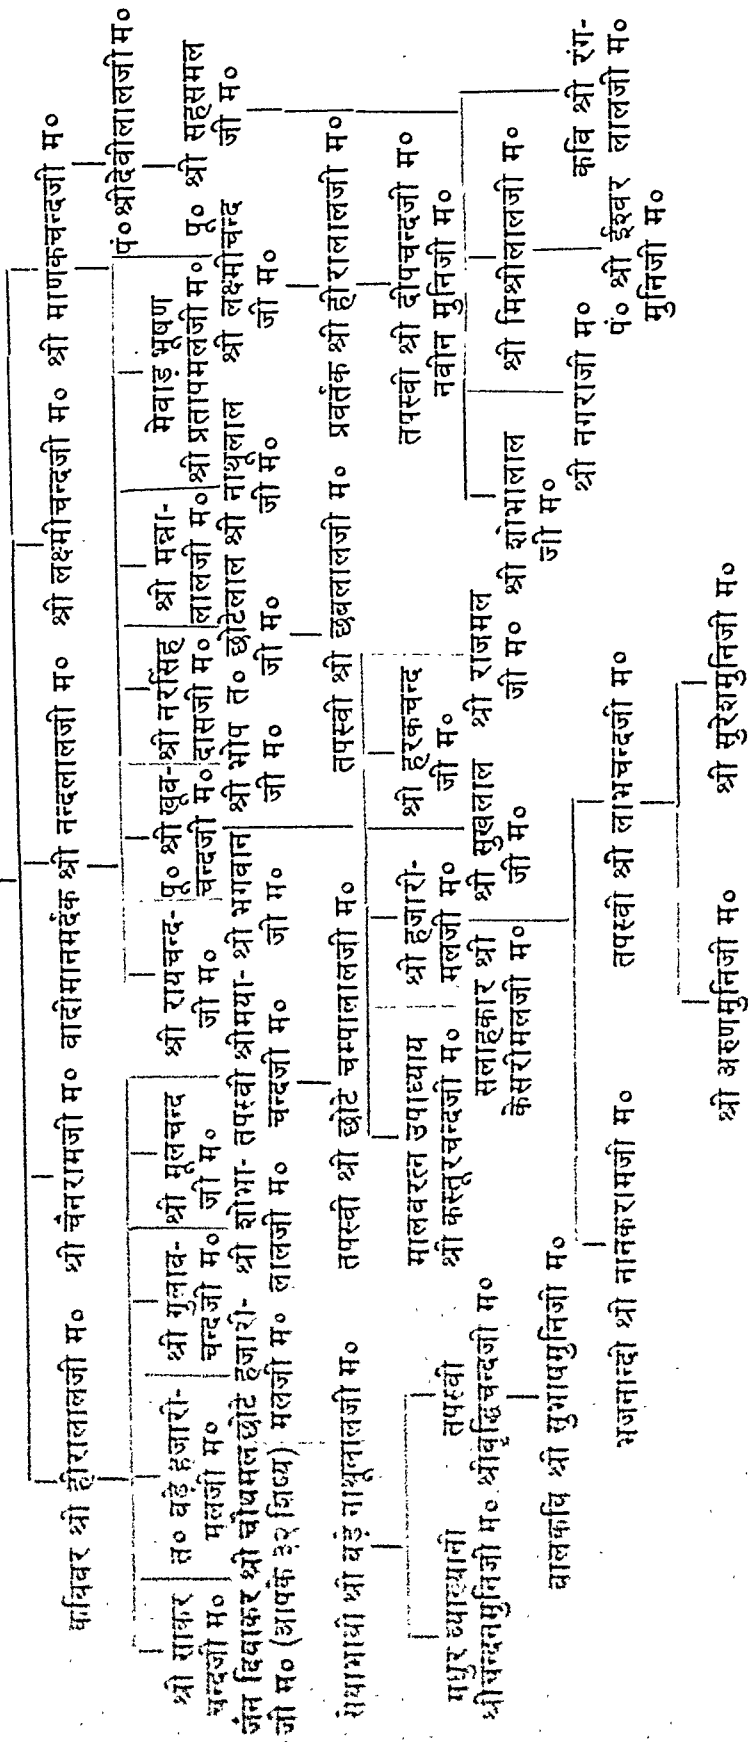 कविवर श्री हीरालालजी म० श्री चैनरामजी म० वादीमानमर्दक श्री नन्दलालजी म० श्री लक्ष्मीचन्दजी म० श्री माणकचन्दजी म०
पं० श्रीदेवीलालजी म०
श्री साकर चन्दजी म०
त० बड़े हजारी-मलजी म०
श्री गुलाब-चन्दजी म०
श्री मूलचन्द जी म०
श्री रायचन्द-जी म०
पू० श्री खूब-चन्दजी म०
श्री नरसिंह दासजी म०
श्री मन्ना-लालजी म०
मेवाड़ भूषण श्री प्रतापमलजी म०
पू० श्री सहसमल जी म०
जैन दिवाकर श्री चौथमल जी म० (आपके ३९ शिष्य)
छोटे हजारी-मलजी म०
श्री शोभा-लालजी म०
तपस्वी श्रीमया-चन्दजी म०
श्री भगवान जी म०
श्री भोप जी म०
त० छोटेलाल जी म०
श्री नाथूलाल जी म०
श्री लक्ष्मीचन्द जी म०
सेवाभावी श्री बड़े नाथूलालजी म०
तपस्वी श्री छोटे चम्पालालजी म०
तपस्वी श्री छबलालजी म०
प्रवर्तक श्री हीरालालजी म०
मधुर व्याख्यानी श्रीचन्दनमुनिजी म०
तपस्वी श्रीवृद्धिचन्दजी म०
मालवरत्न उपाध्याय श्री कस्तूरचन्दजी म०
श्री हजारी-मलजी म०
श्री हरकचन्द जी म०
तपस्वी श्री दीपचन्दजी म०
नवीन मुनिजी म०
सलाहकार श्री केसरीमलजी म०
श्री सुखलाल जी म०
श्री राजमल जी म०
श्री शोभालाल जी म०
श्री मिश्रीलालजी म०
कवि श्री रंग-लालजी म०
बालकवि श्री सुभाषमुनिजी म०
श्री नगराजी म०
पं० श्री ईश्वर मुनिजी म०
भजनान्दी श्री नानकरामजी म०
तपस्वी श्री लाभचन्दजी म०
श्री अरुणमुनिजी म०
श्री सुरेशमुनिजी म०